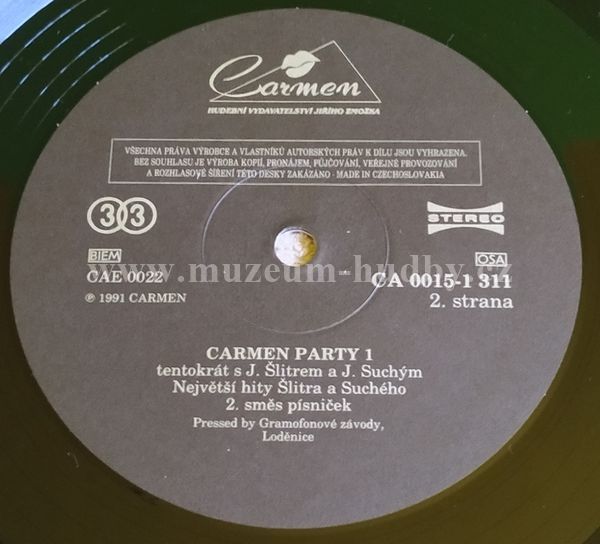 Carmen
HUDEBNÍ VYDAVATELSTVÍ JIŘÍHO ZMOŽKA
VŠECHNA PRÁVA VÝROBCE A VLASTNÍKŮ AUTORSKÝCH PRÁV K DÍLU JSOU VYHRAZENA.
BEZ SOUHLASU JE VÝROBA KOPIÍ, PRONÁJEM, PŮJČOVÁNÍ, VEŘEJNÉ PROVOZOVÁNÍ
A ROZHLASOVÉ ŠÍŘENÍ TÉTO DESKY ZAKÁZÁNO · MADE IN CZECHOSLOVAKIA
33
STEREO
BIEM
OSA
CAE 0022
CA 0015-1 311
www.muzeum-hudby.cz
℗ 1991 CARMEN
2. strana
CARMEN PARTY 1
tentokrát s J. Šlitrem a J. Suchým
Největší hity Šlitra a Suchého
2. směs písniček
Pressed by Gramofonové závody,
Loděnice